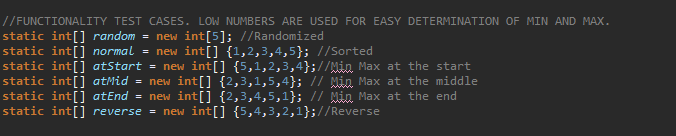 //FUNCTIONALITY TEST CASES. LOW NUMBERS ARE USED FOR EASY DETERMINATION OF MIN AND MAX.
static int[] random = new int[5]; //Randomized
static int[] normal = new int[] {1,2,3,4,5}; //Sorted
static int[] atStart = new int[] {5,1,2,3,4};//Min Max at the start
static int[] atMid = new int[] {2,3,1,5,4}; // Min Max at the middle
static int[] atEnd = new int[] {2,3,4,5,1}; // Min Max at the end
static int[] reverse = new int[] {5,4,3,2,1};//Reverse